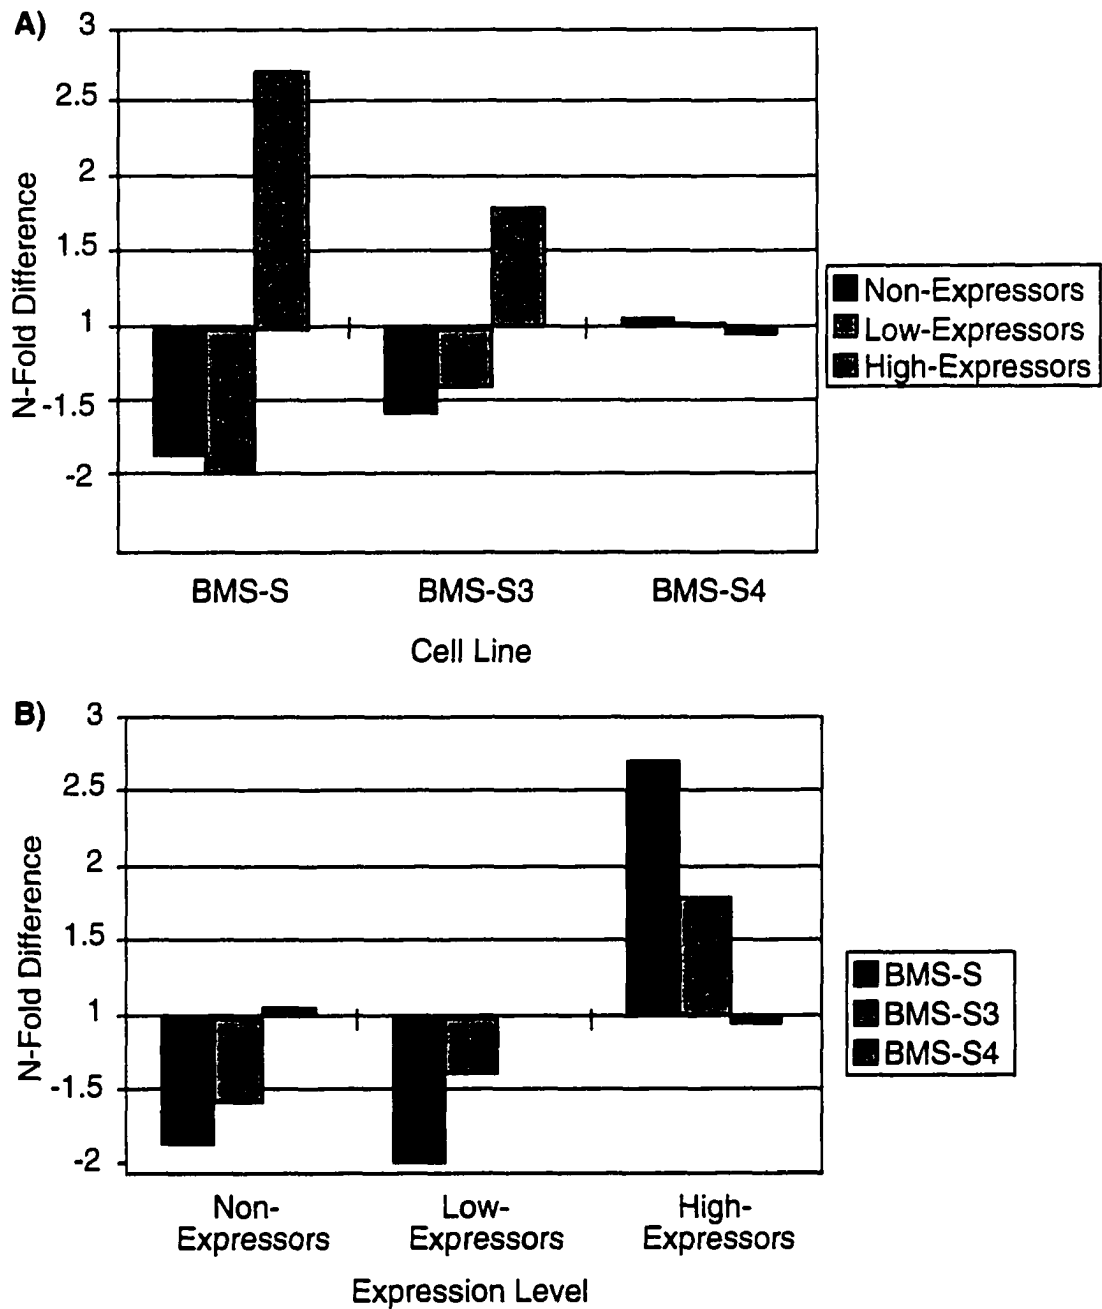 A)
3
2.5
2
1.5
1
-1.5
-2
N-Fold Difference
BMS-S
BMS-S3
BMS-S4
Cell Line
Non-Expressors
Low-Expressors
High-Expressors
B)
3
2.5
2
1.5
1
-1.5
-2
N-Fold Difference
Non-
Expressors
Low-
Expressors
High-
Expressors
Expression Level
BMS-S
BMS-S3
BMS-S4